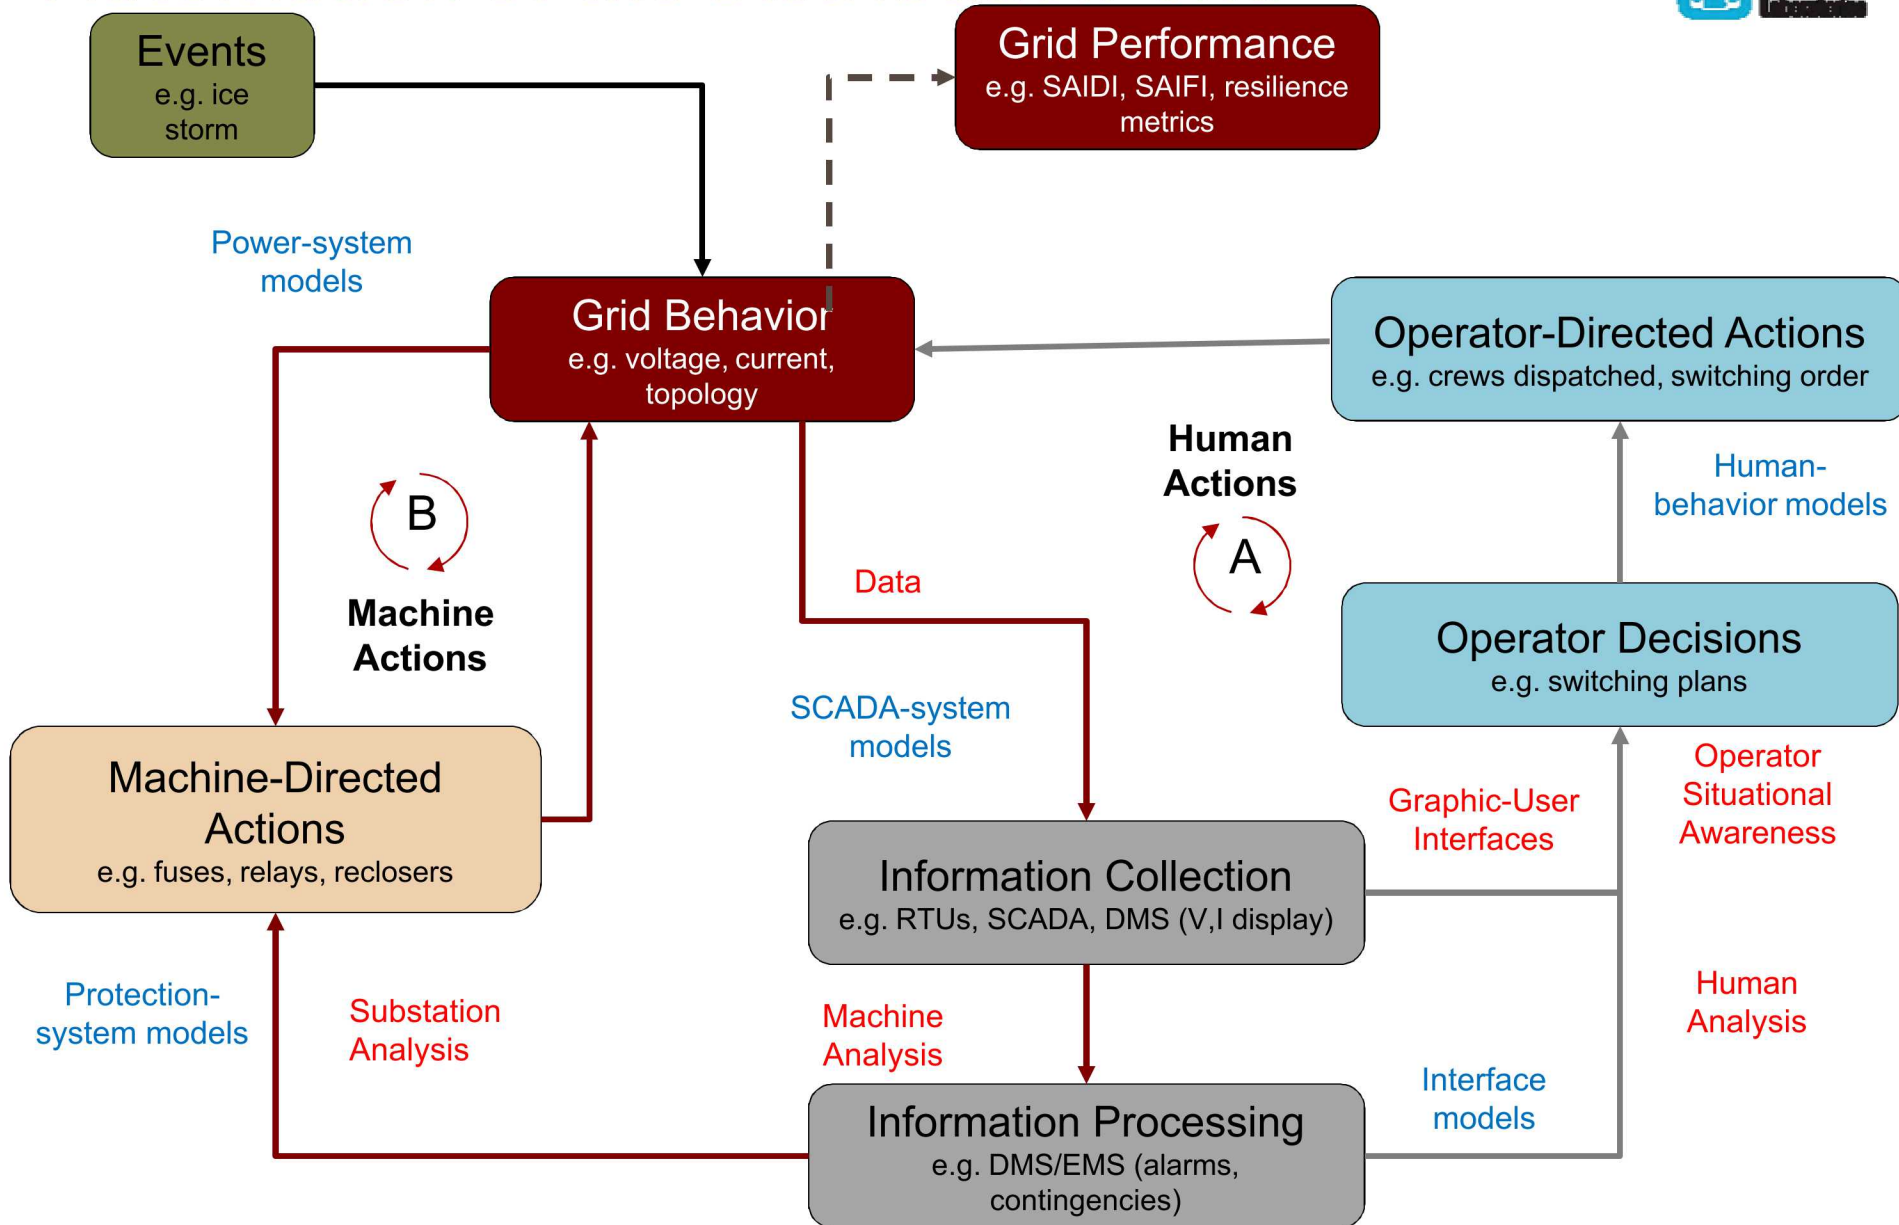 Events
e.g. ice
storm
Grid Performance
e.g. SAIDI, SAIFI, resilience
metrics
Power-system
models
Grid Behavior
e.g. voltage, current,
topology
Operator-Directed Actions
e.g. crews dispatched, switching order
Human
Actions
A
Human-
behavior models
B
Machine
Actions
Data
Operator Decisions
e.g. switching plans
SCADA-system
models
Machine-Directed
Actions
e.g. fuses, relays, reclosers
Graphic-User
Interfaces
Operator
Situational
Awareness
Information Collection
e.g. RTUs, SCADA, DMS (V,I display)
Protection-
system models
Substation
Analysis
Machine
Analysis
Human
Analysis
Interface
models
Information Processing
e.g. DMS/EMS (alarms,
contingencies)